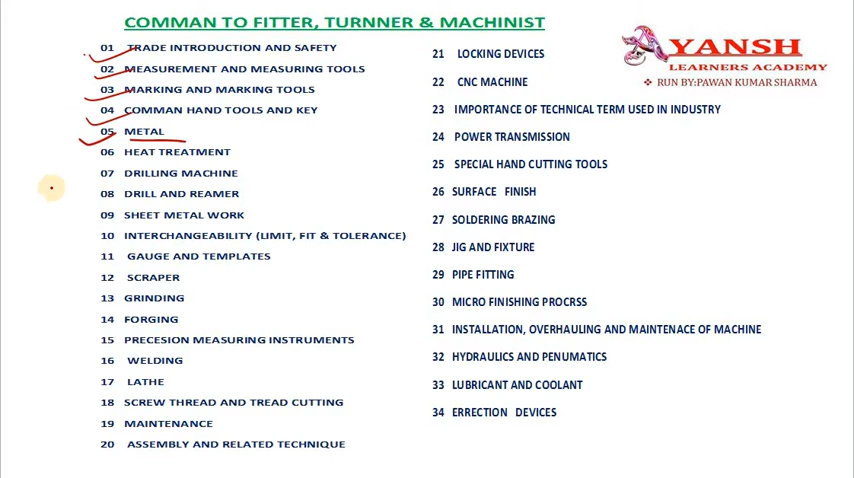 COMMAN TO FITTER, TURNNER & MACHINIST
01 TRADE INTRODUCTION AND SAFETY
02 MEASUREMENT AND MEASURING TOOLS
03 MARKING AND MARKING TOOLS
04 COMMAN HAND TOOLS AND KEY
05 METAL
06 HEAT TREATMENT
07 DRILLING MACHINE
08 DRILL AND REAMER
09 SHEET METAL WORK
10 INTERCHANGEABILITY (LIMIT, FIT & TOLERANCE)
11 GAUGE AND TEMPLATES
12 SCRAPER
13 GRINDING
14 FORGING
15 PRECESION MEASURING INSTRUMENTS
16 WELDING
17 LATHE
18 SCREW THREAD AND TREAD CUTTING
19 MAINTENANCE
20 ASSEMBLY AND RELATED TECHNIQUE
21 LOCKING DEVICES
22 CNC MACHINE
23 IMPORTANCE OF TECHNICAL TERM USED IN INDUSTRY
24 POWER TRANSMISSION
25 SPECIAL HAND CUTTING TOOLS
26 SURFACE FINISH
27 SOLDERING BRAZING
28 JIG AND FIXTURE
29 PIPE FITTING
30 MICRO FINISHING PROCRSS
31 INSTALLATION, OVERHAULING AND MAINTENACE OF MACHINE
32 HYDRAULICS AND PENUMATICS
33 LUBRICANT AND COOLANT
34 ERRECTION DEVICES
AYANSH
LEARNERS ACADEMY
❖ RUN BY:PAWAN KUMAR SHARMA